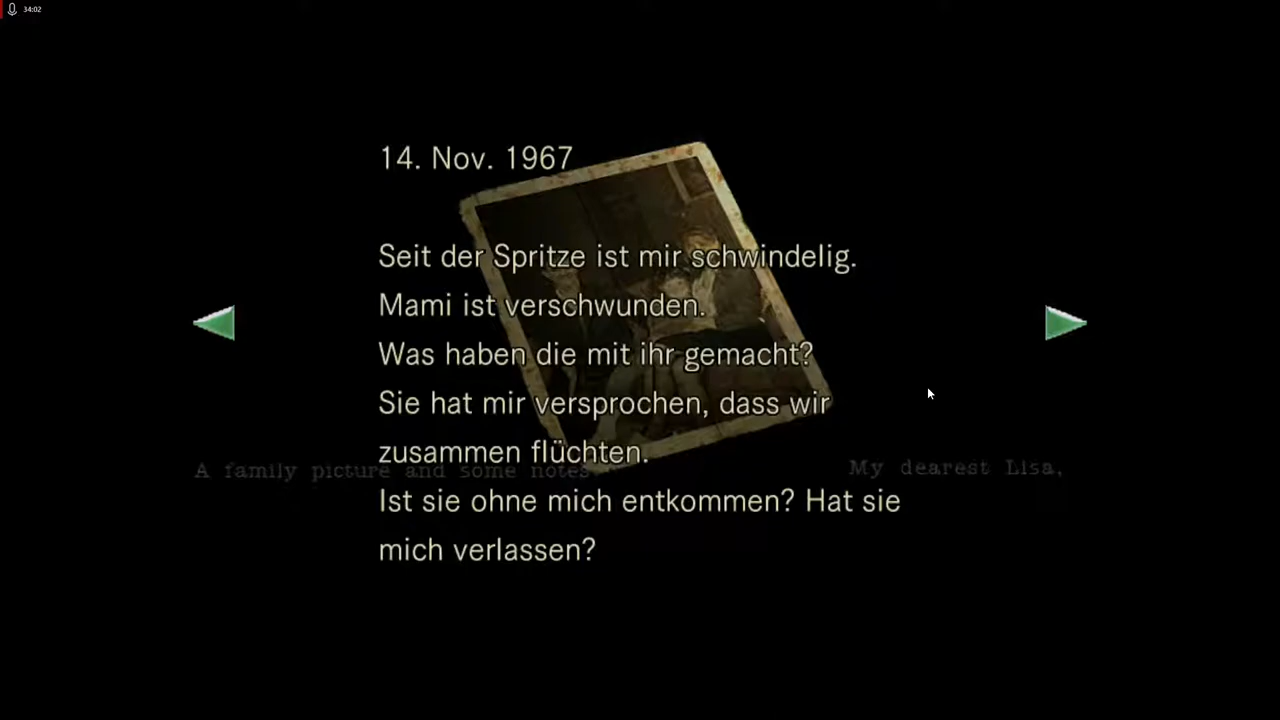 34:02
14. Nov. 1967
Seit der Spritze ist mir schwindelig.
Mami ist verschwunden.
Was haben die mit ihr gemacht?
Sie hat mir versprochen, dass wir
zusammen flüchten.
A family picture and some notes.
My dearest Lisa,
Ist sie ohne mich entkommen? Hat sie
mich verlassen?